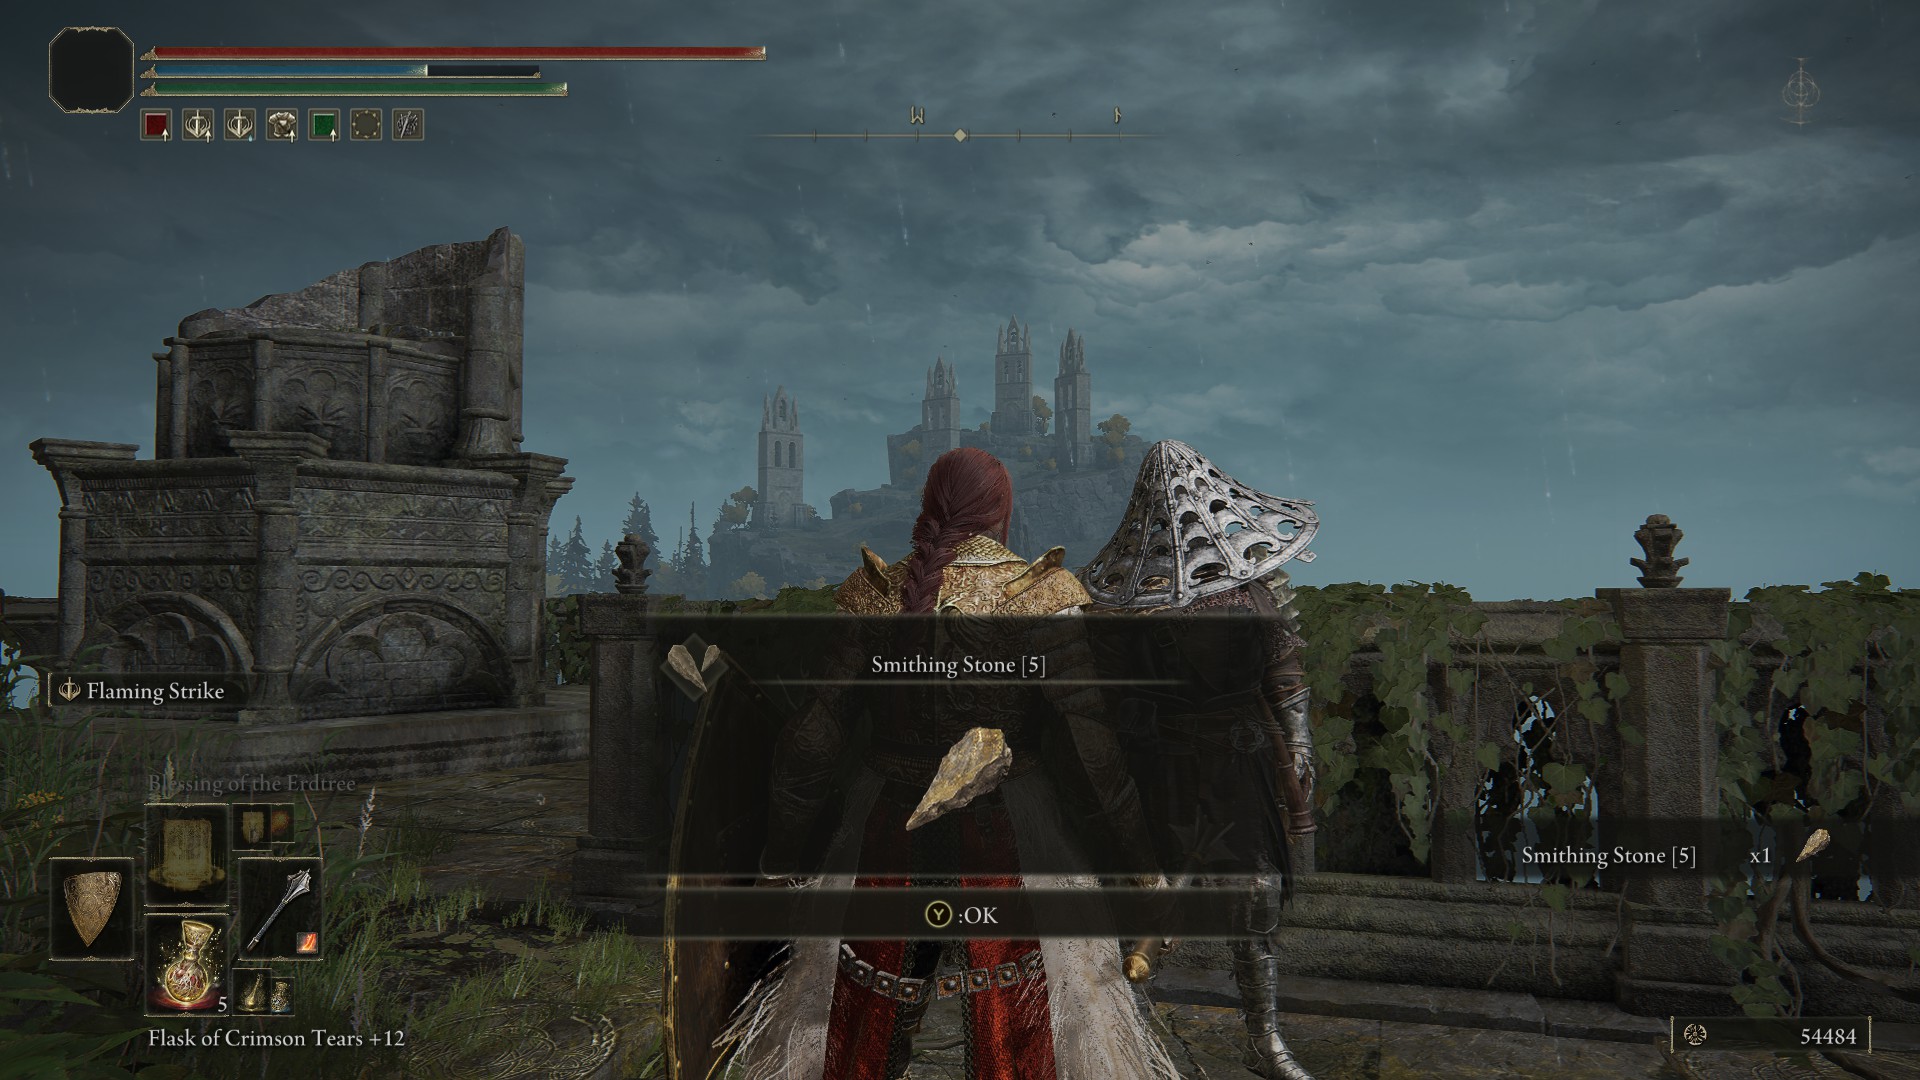 W
N
Smithing Stone [5]
Flaming Strike
Blessing of the Erdtree
Smithing Stone [5] x1
Y :OK
5
Flask of Crimson Tears +12
54484